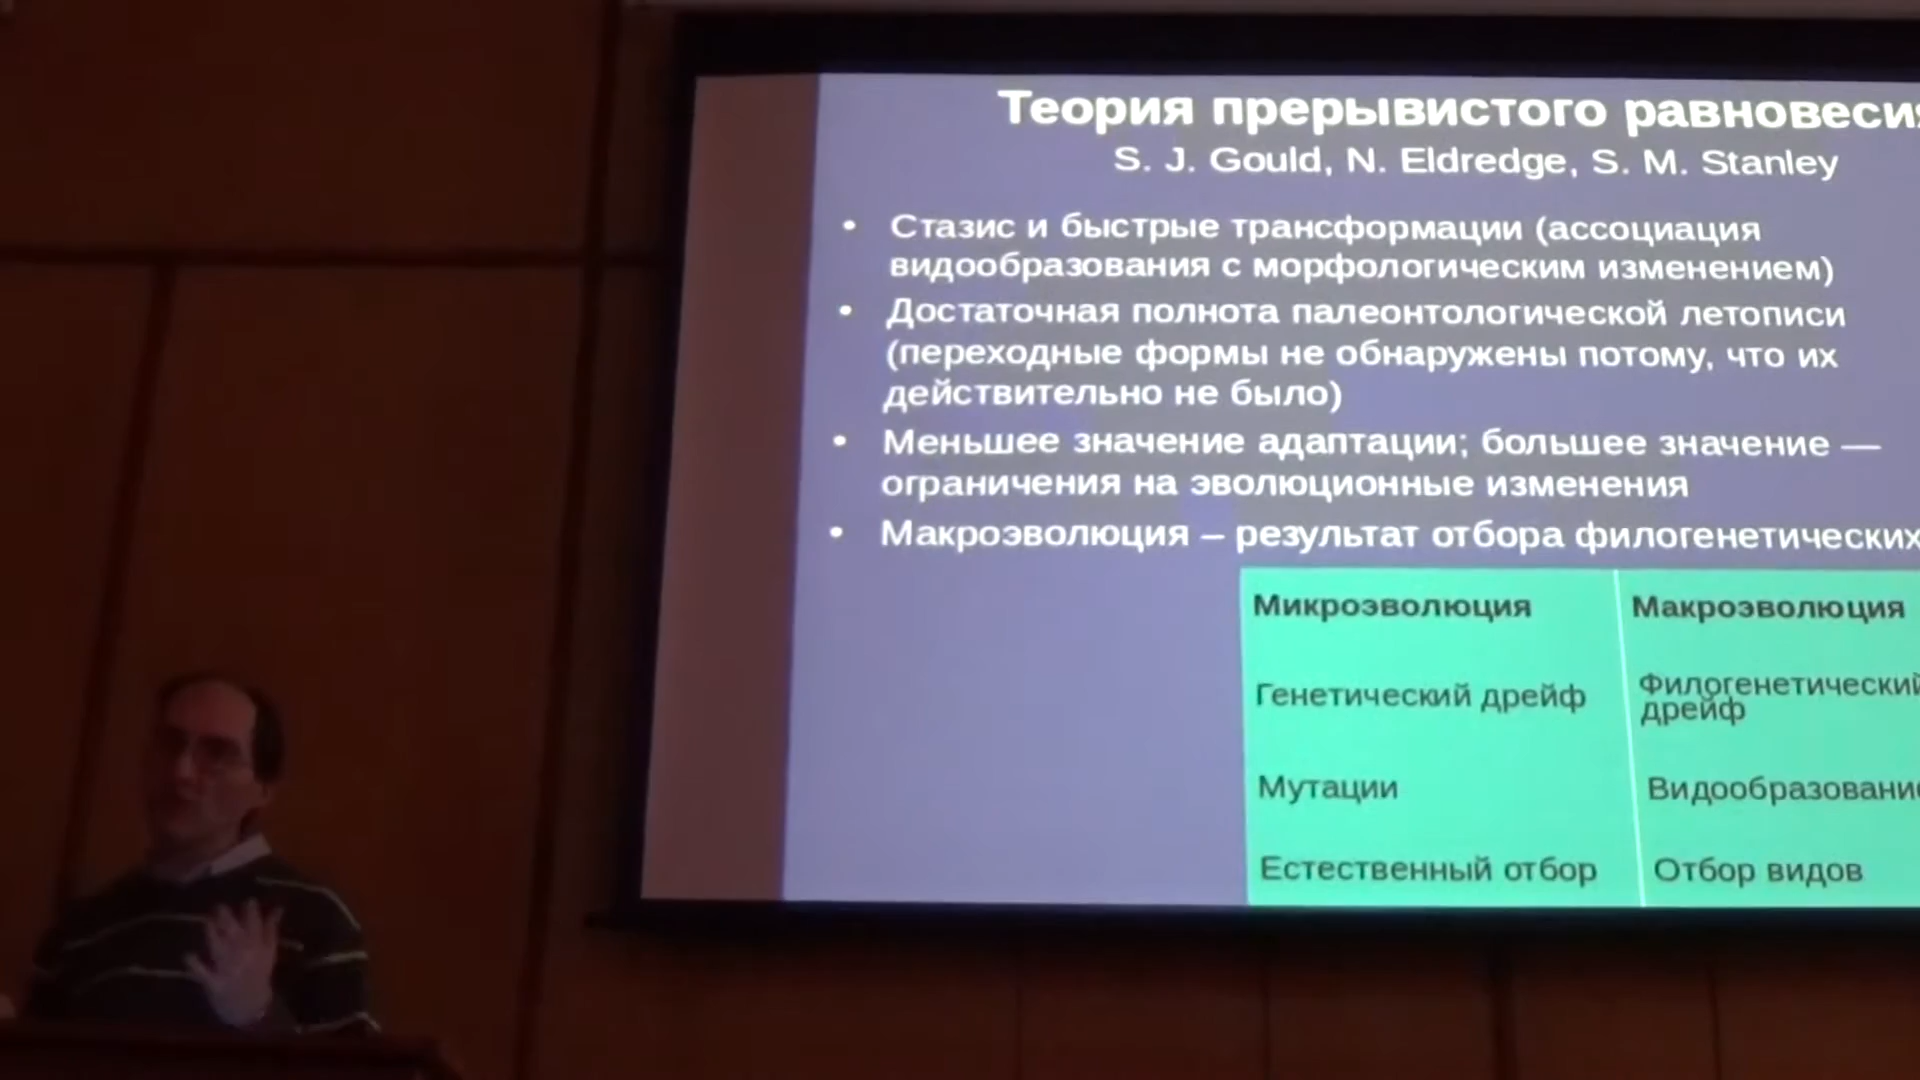 Теория прерывистого равновесия
S. J. Gould, N. Eldredge, S. M. Stanley
• Стазис и быстрые трансформации (ассоциация
видообразования с морфологическим изменением)
• Достаточная полнота палеонтологической летописи
(переходные формы не обнаружены потому, что их
действительно не было)
• Меньшее значение адаптации; большее значение —
ограничения на эволюционные изменения
• Макроэволюция – результат отбора филогенетических
Микроэволюция Макроэволюция
Генетический дрейф Филогенетический
дрейф
Мутации Видообразование
Естественный отбор Отбор видов